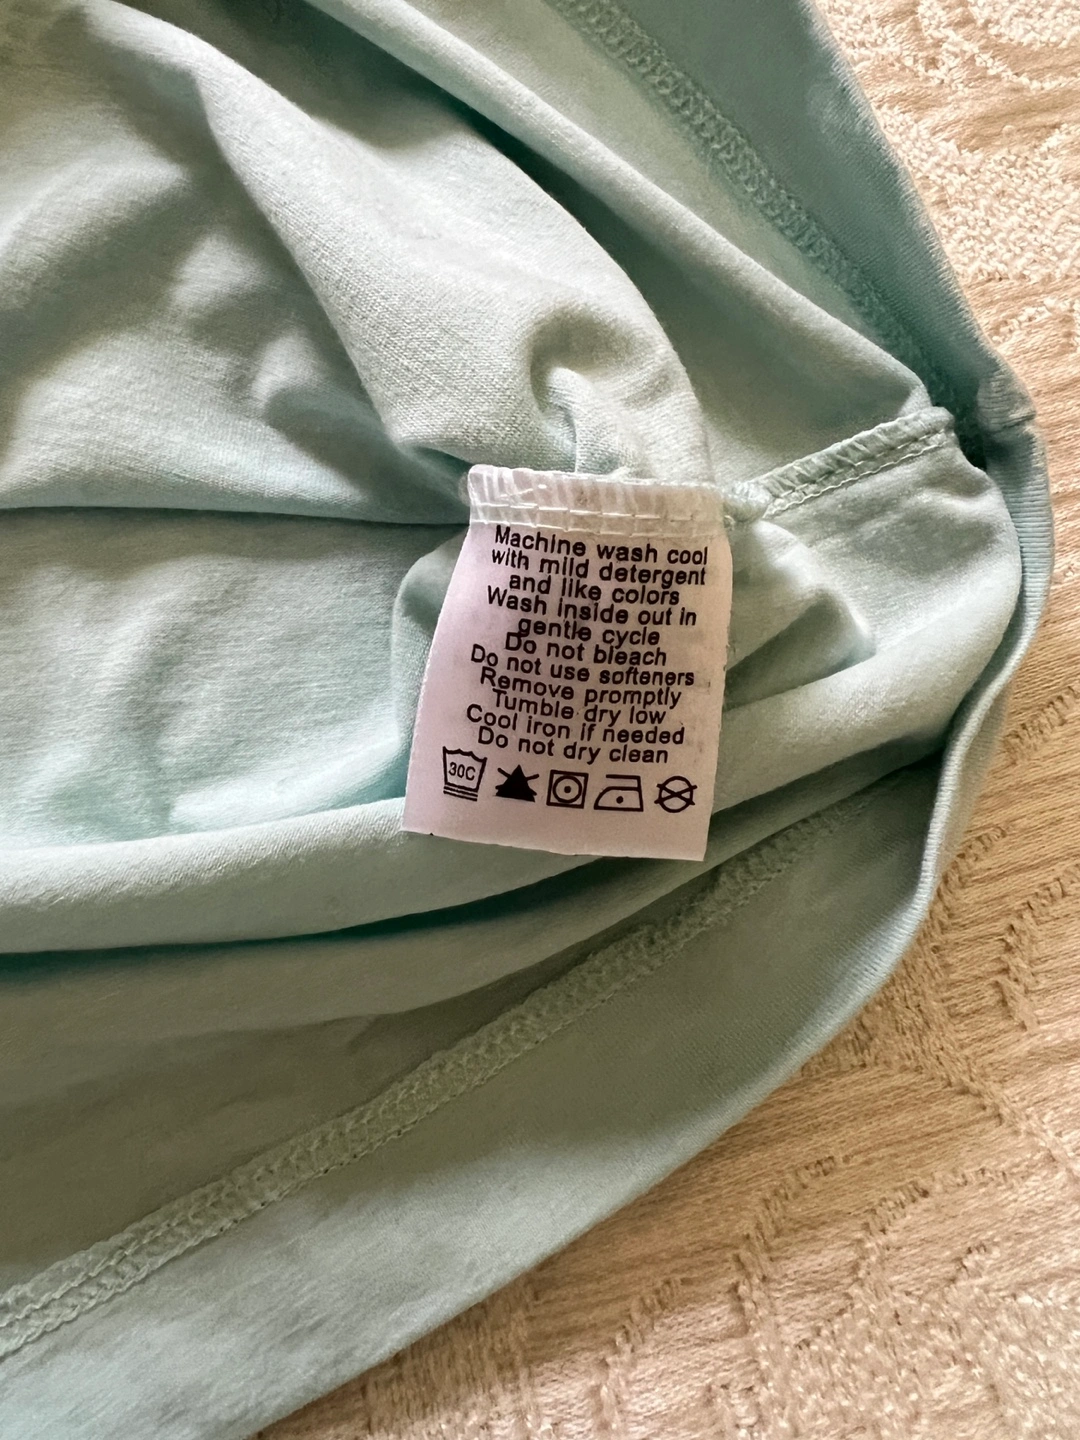 Machine wash cool
with mild detergent
and like colors
Wash inside out in
gentle cycle
Do not bleach
Do not use softeners
Remove promptly
Tumble dry low
Cool iron if needed
Do not dry clean
30C